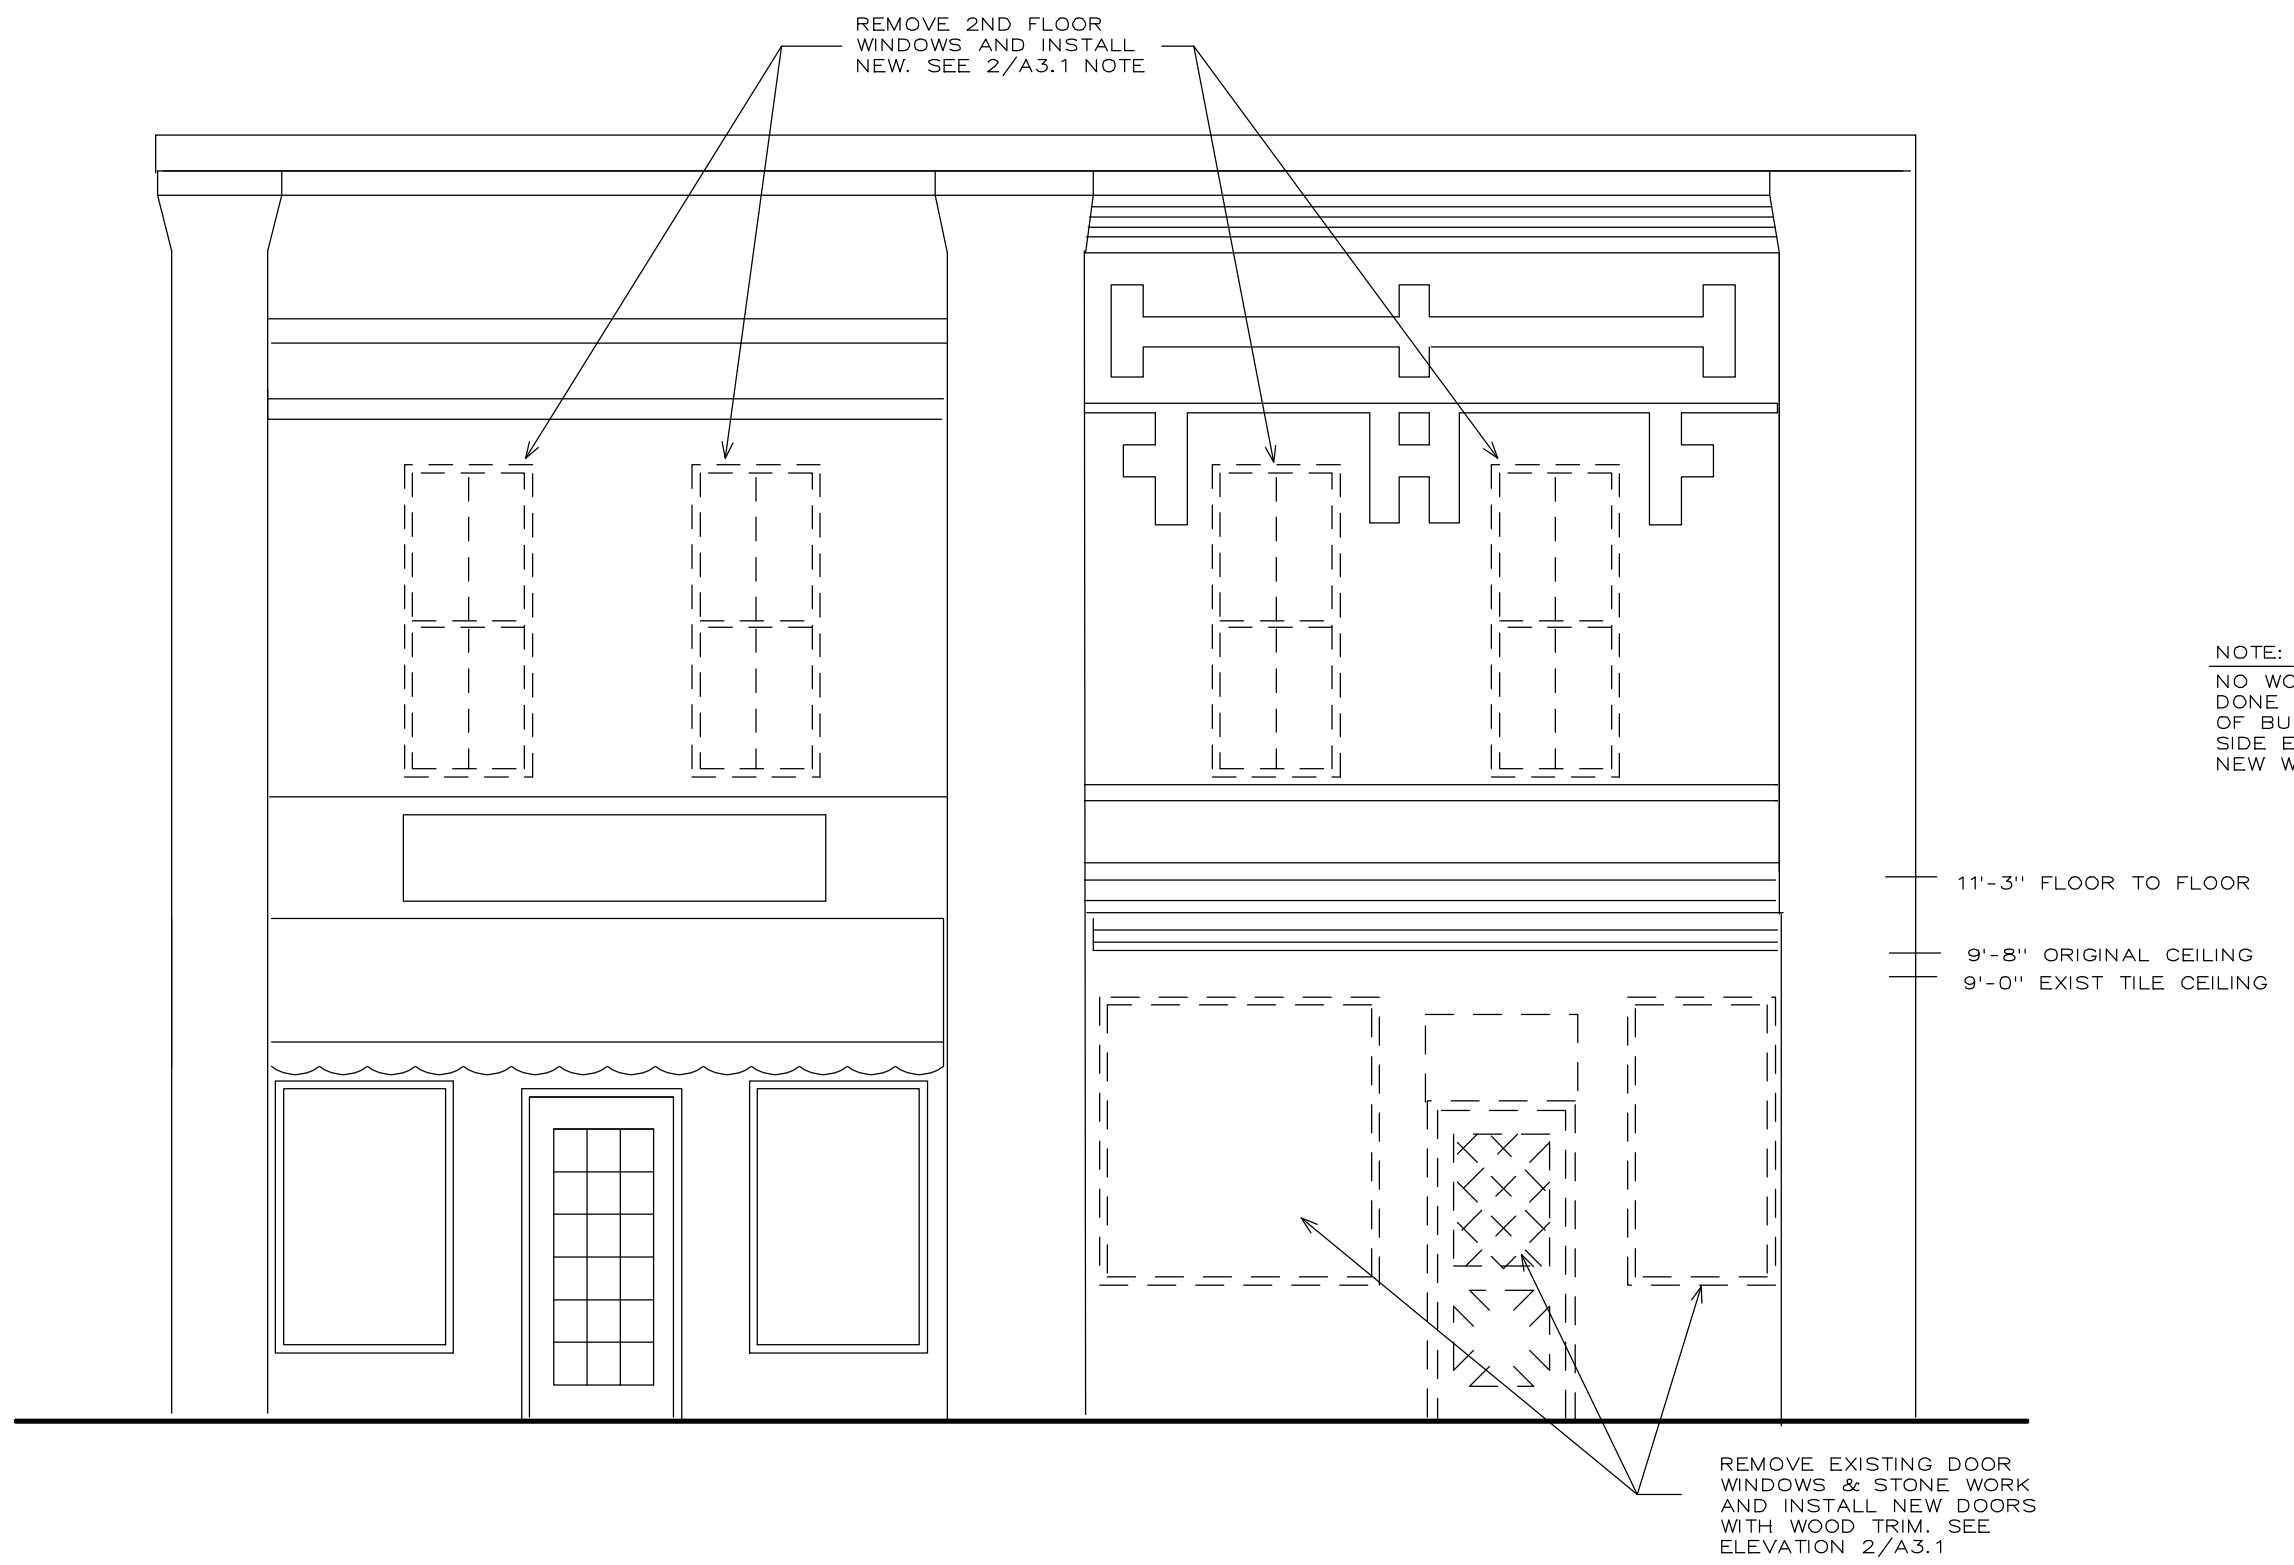 REMOVE 2ND FLOOR
WINDOWS AND INSTALL
NEW. SEE 2/A3.1 NOTE
NOTE:
NO
DONE
OF
SIDE
NEW
11'-3" FLOOR TO FLOOR
9'-8" ORIGINAL CEILING
9'-0" EXIST TILE CEILING
REMOVE EXISTING DOOR
WINDOWS & STONE WORK
AND INSTALL NEW DOORS
WITH WOOD TRIM. SEE
ELEVATION 2/A3.1